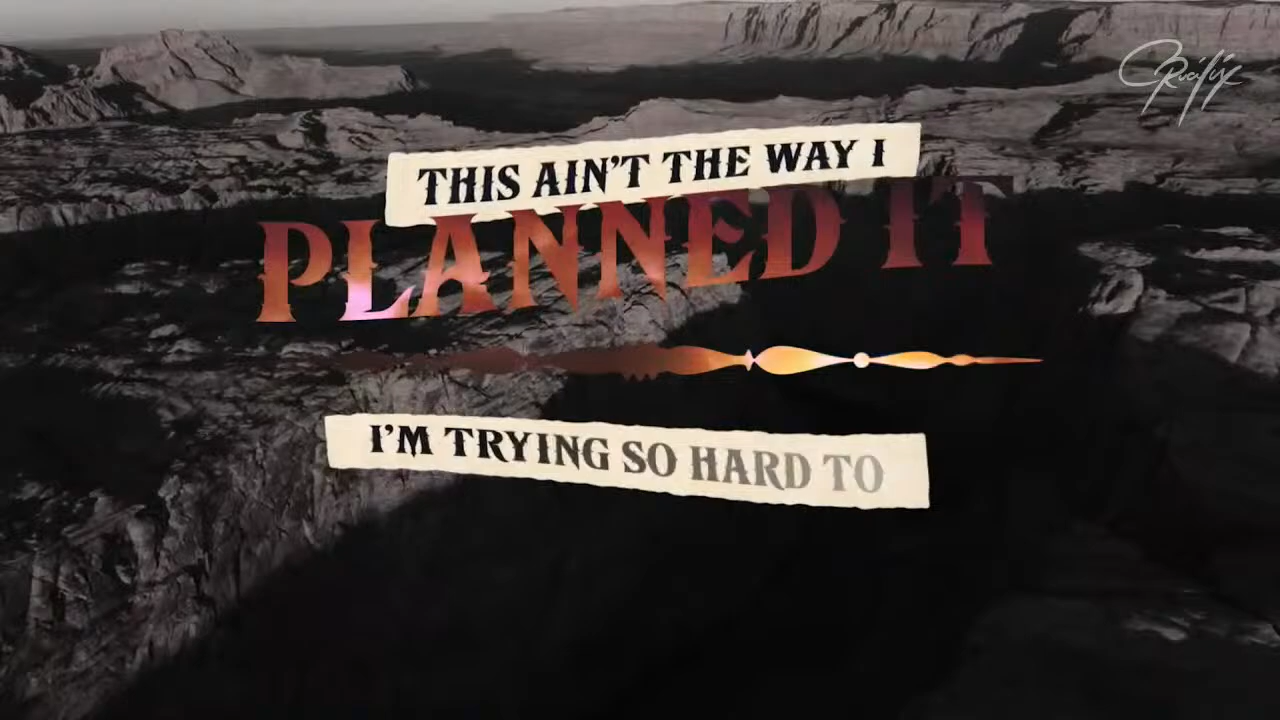 THIS AIN'T THE WAY I
PLANNED IT
I'M TRYING SO HARD TO